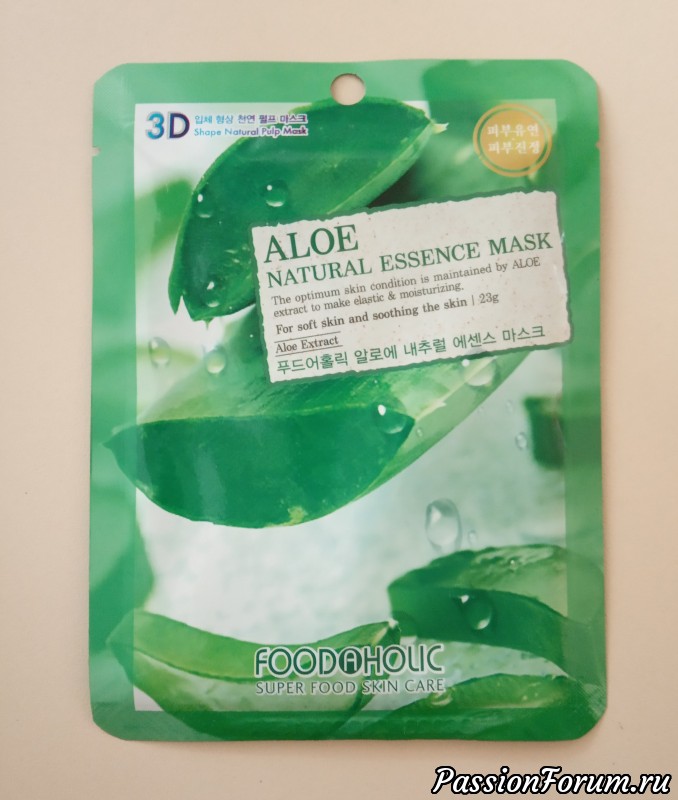 3D 입체 형상 천연 펄프 마스크
Shape Natural Pulp Mask
피부유연
피부진정
ALOE
NATURAL ESSENCE MASK
The optimum skin condition is maintained by ALOE
extract to make elastic & moisturizing.
For soft skin and soothing the skin | 23g
Aloe Extract
푸드어홀릭 알로에 내추럴 에센스 마스크
FOODAHOLIC
SUPER FOOD SKIN CARE
PassionForum.ru